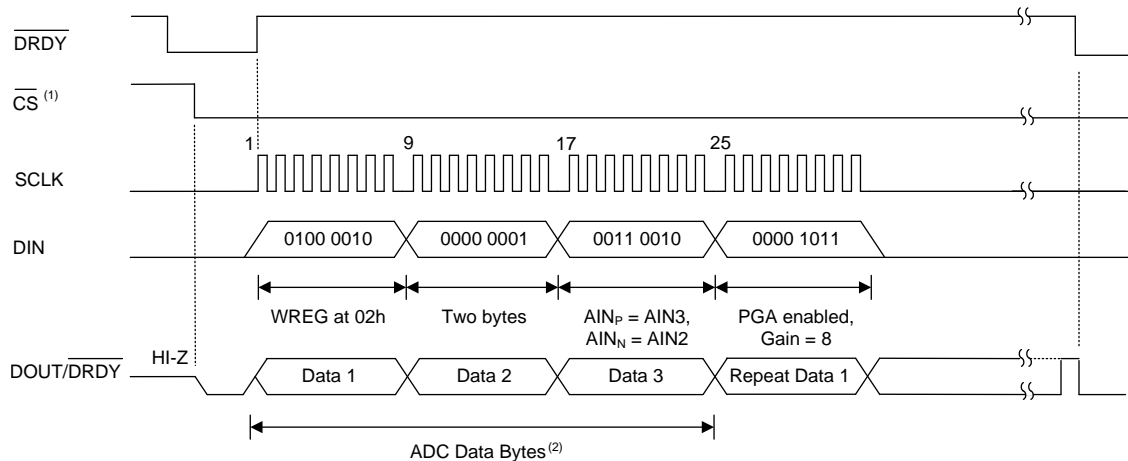 DRDY
CS (1)
1 9 17 25
SCLK
DIN
0100 0010 0000 0001 0011 0010 0000 1011
WREG at 02h Two bytes AINP = AIN3, PGA enabled,
AINN = AIN2 Gain = 8
HI-Z
DOUT/DRDY
Data 1 Data 2 Data 3 Repeat Data 1
ADC Data Bytes(2)